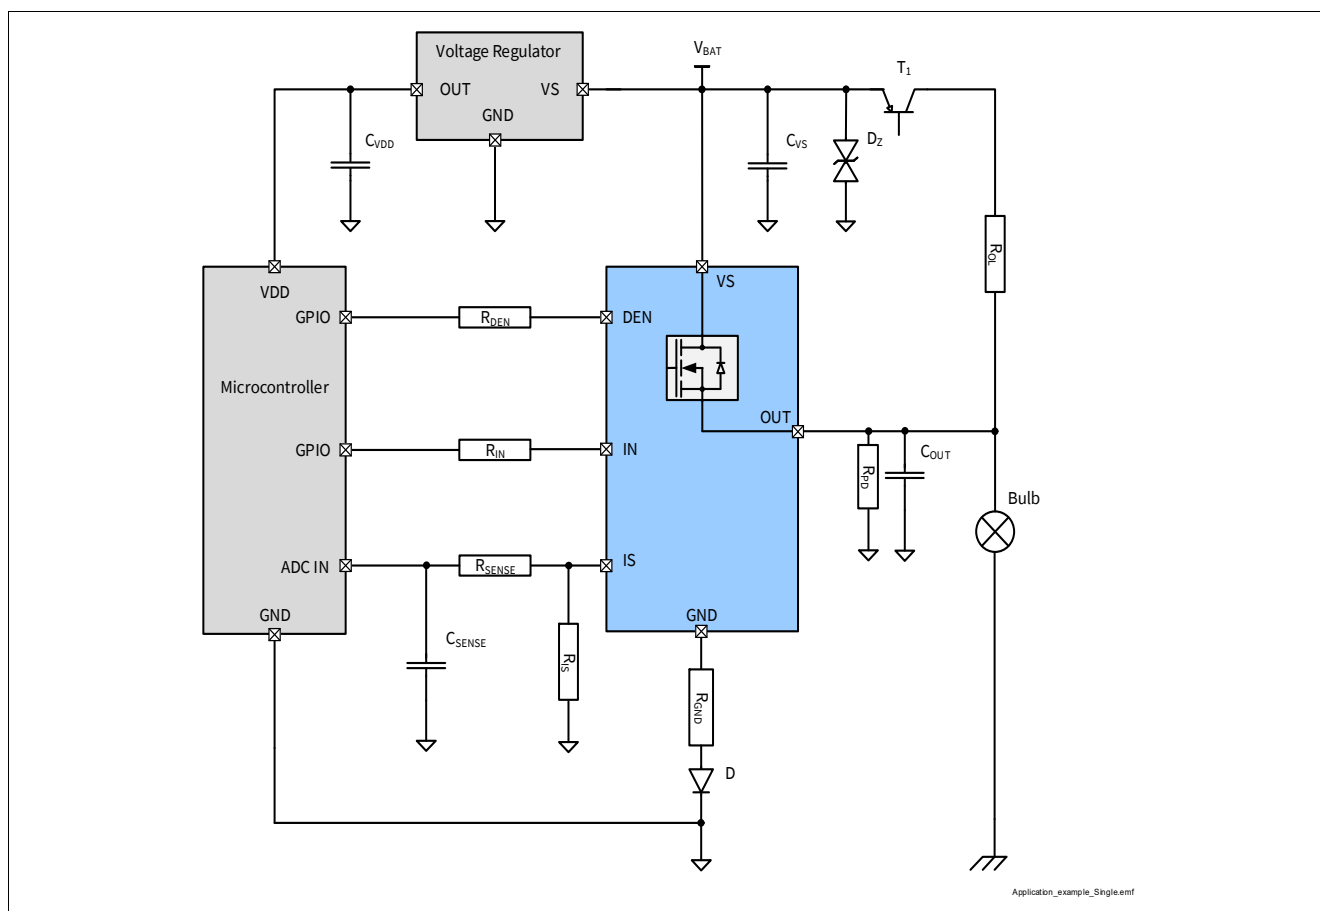 Voltage Regulator
OUT
VS
GND
VBAT
T1
CVDD
CVS
DZ
ROL
VDD
VS
GPIO
RDEN
DEN
Microcontroller
OUT
GPIO
RIN
IN
RPD
COUT
Bulb
ADC IN
RSENSE
IS
GND
GND
CSENSE
RIS
RGND
D
Application_example_Single.emf